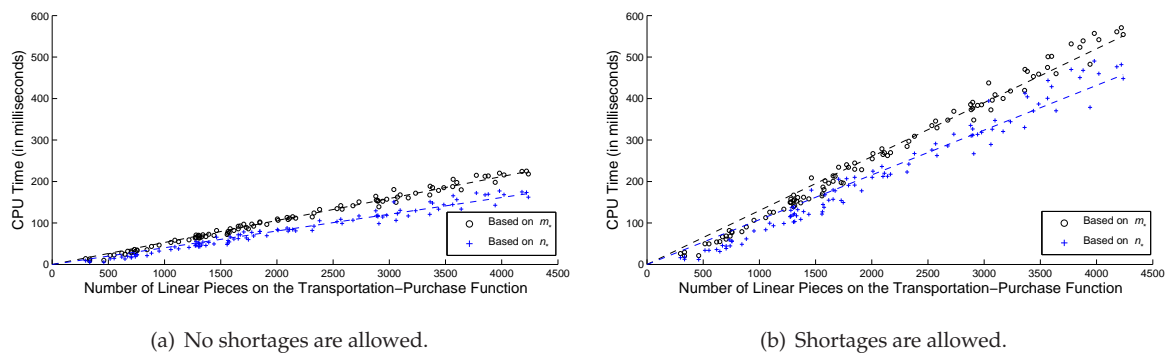 600
500
400
300
200
100
0
0 500 1000 1500 2000 2500 3000 3500 4000 4500
CPU Time (in milliseconds)
Number of Linear Pieces on the Transportation−Purchase Function
Based on m*
Based on n*
(a) No shortages are allowed.
600
500
400
300
200
100
0
0 500 1000 1500 2000 2500 3000 3500 4000 4500
CPU Time (in milliseconds)
Number of Linear Pieces on the Transportation−Purchase Function
Based on m*
Based on n*
(b) Shortages are allowed.